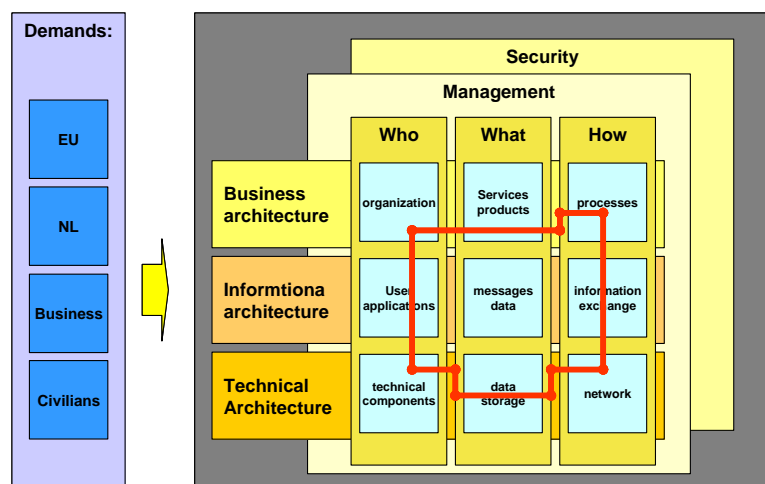 Demands:
EU
NL
Business
Civilians
Security
Management
Who
What
How
Business
architecture
organization
Services
products
processes
Informtiona
architecture
User
applications
messages
data
information
exchange
Technical
Architecture
technical
components
data
storage
network